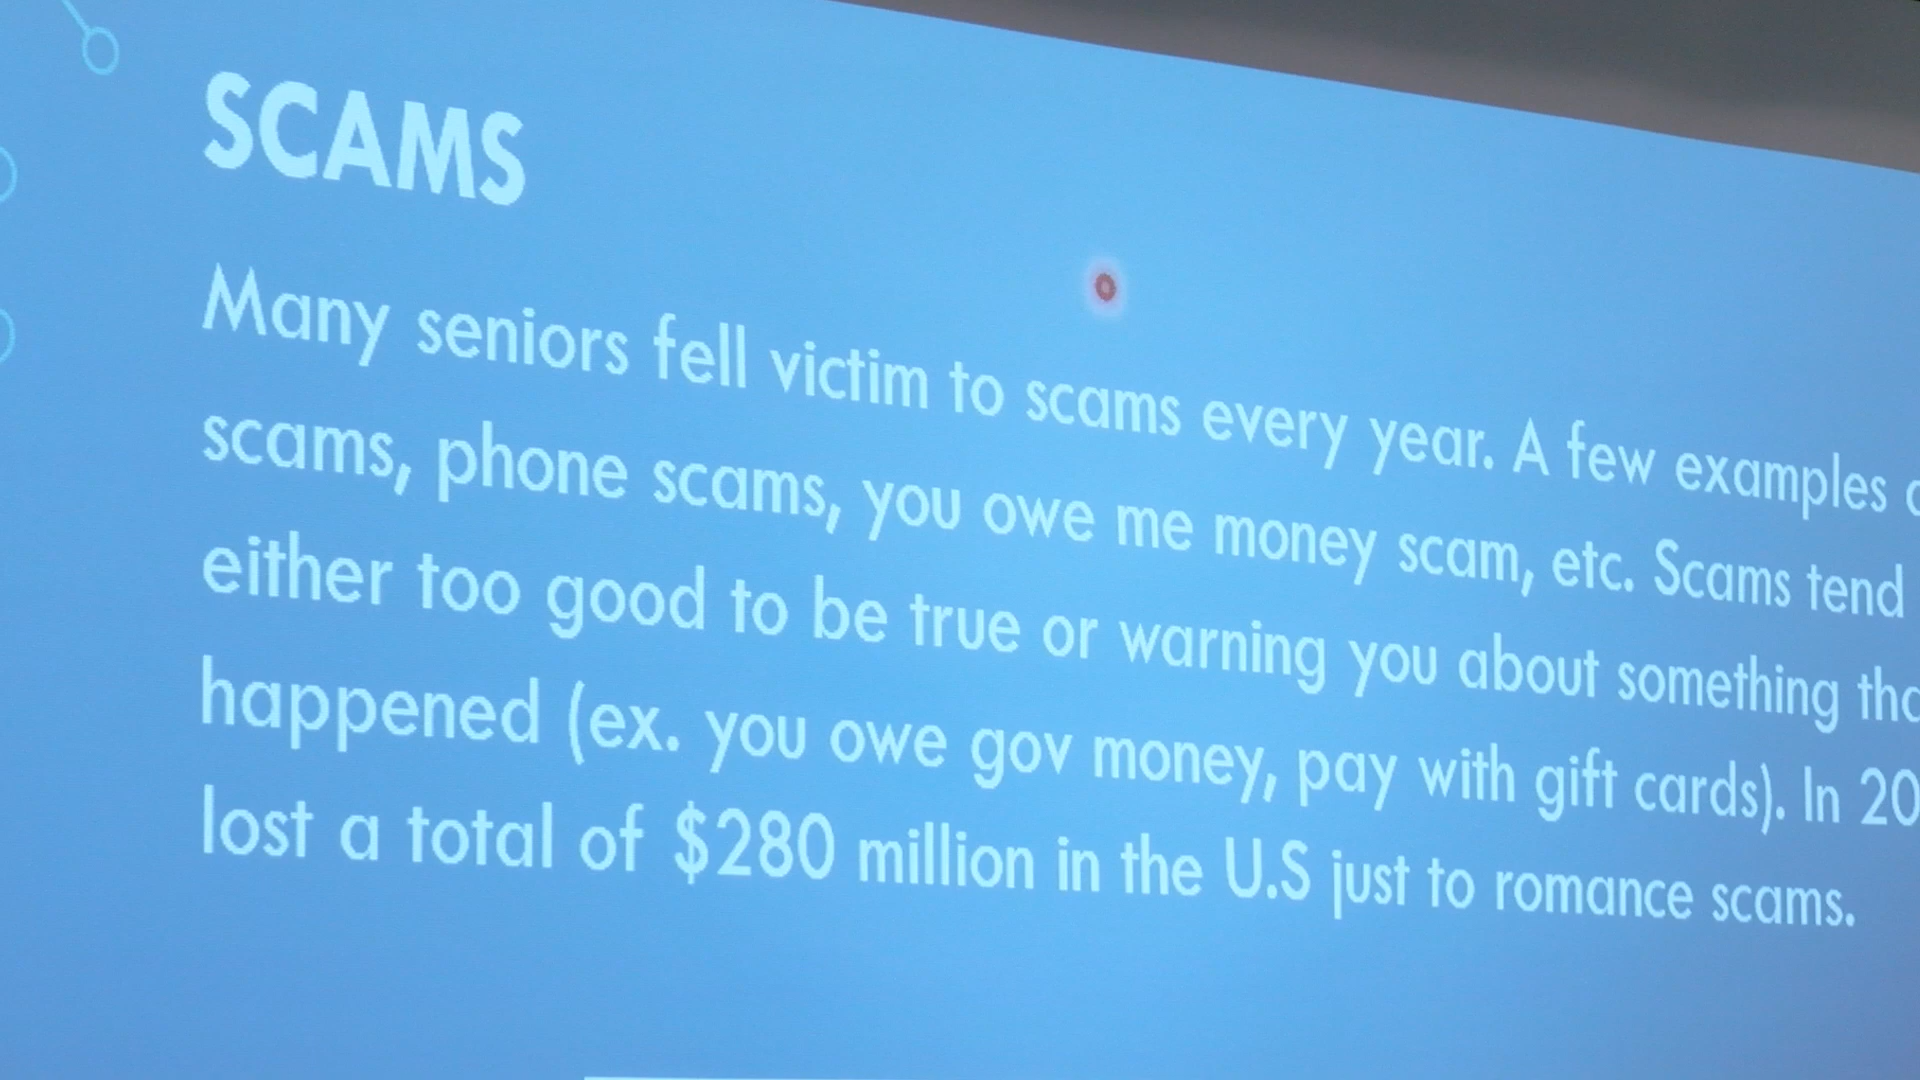 SCAMS
Many seniors fell victim to scams every year. A few examples
scams, phone scams, you owe me money scam, etc. Scams tend
either too good to be true or warning you about something
happened (ex. you owe gov money, pay with gift cards). In
lost a total of $280 million in the U.S just to romance scams.